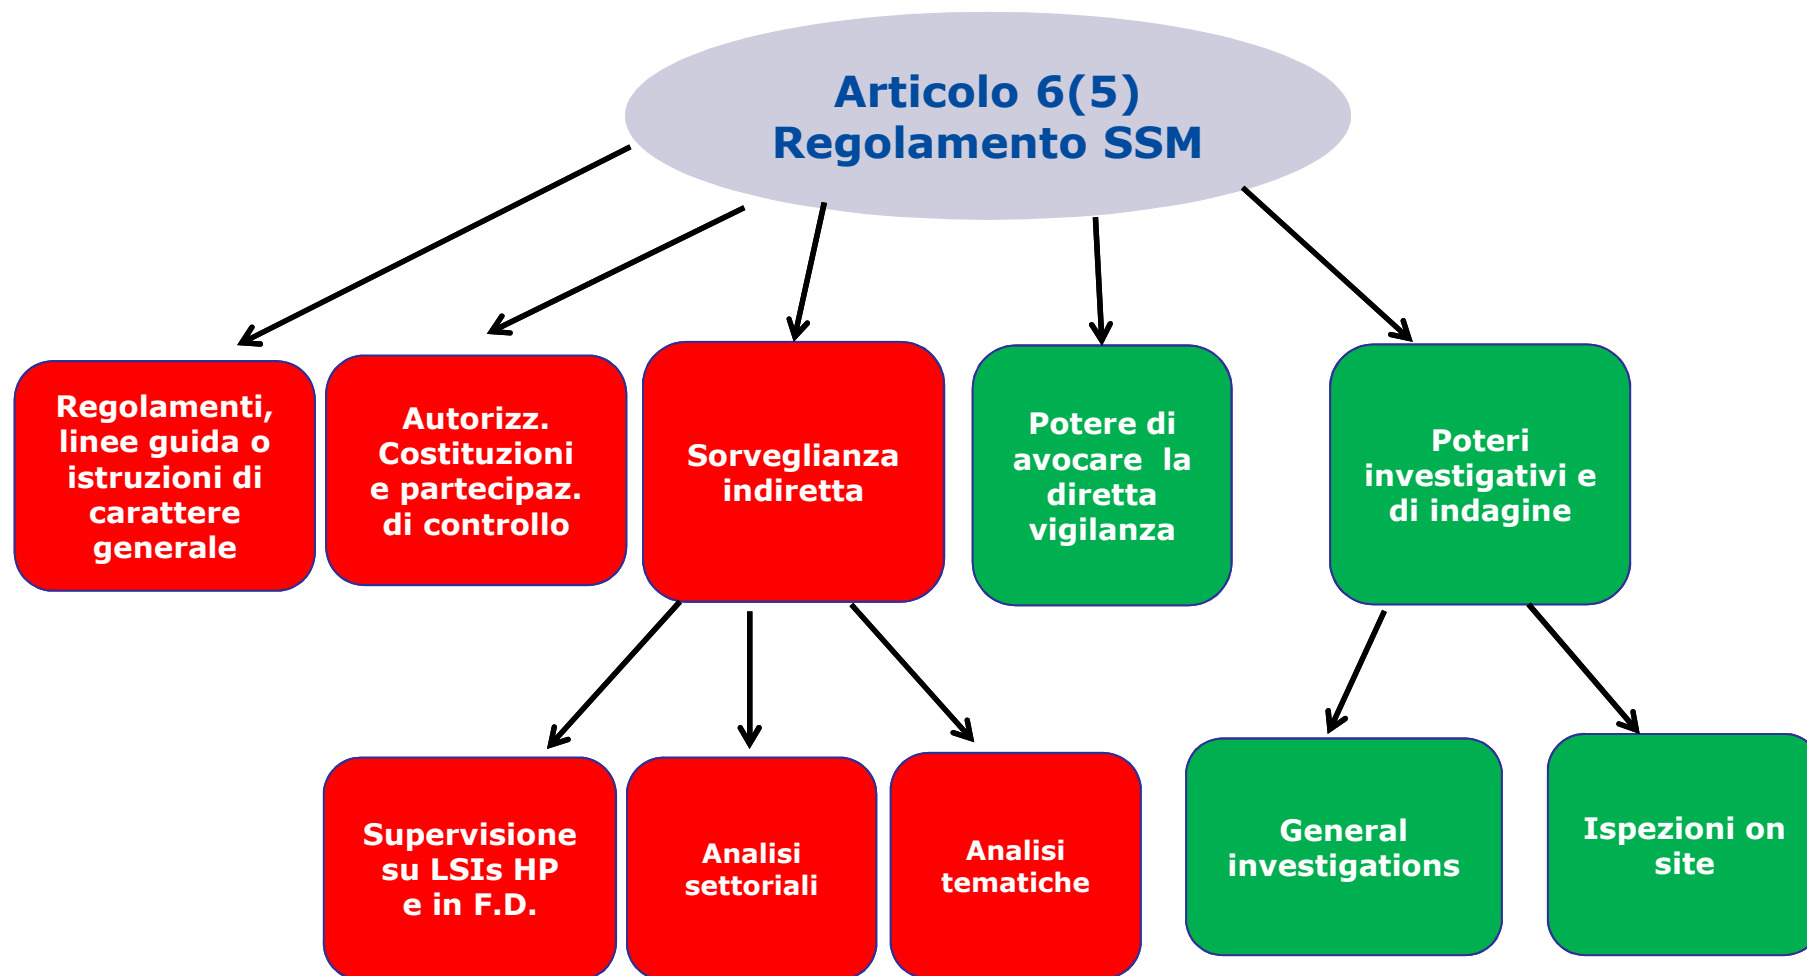 Articolo 6(5)
Regolamento SSM
Regolamenti,
linee guida o
istruzioni di
carattere
generale
Autorizz.
Costituzioni
e partecipaz.
di controllo
Sorveglianza
indiretta
Potere di
avocare la
diretta
vigilanza
Poteri
investigativi e
di indagine
Supervisione
su LSIs HP
e in F.D.
Analisi
settoriali
Analisi
tematiche
General
investigations
Ispezioni on
site